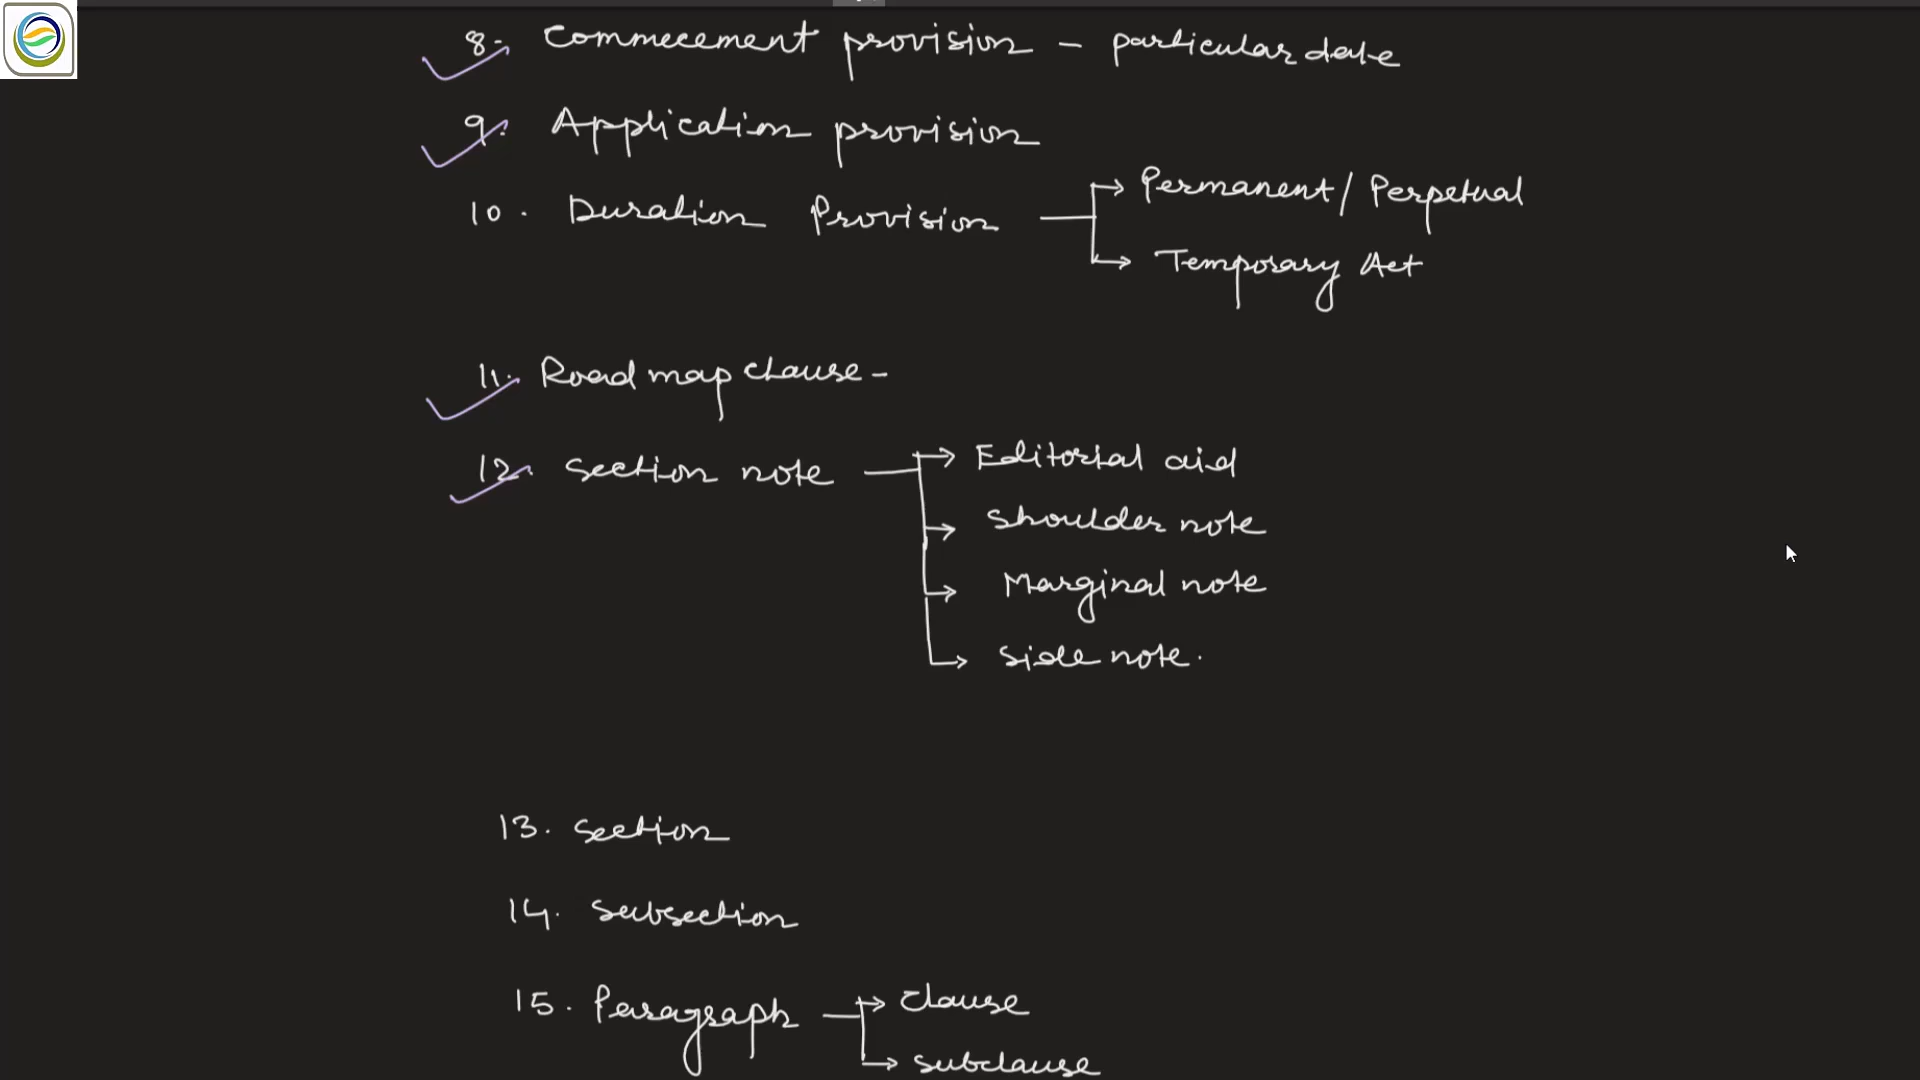 8. Commecement provision - particular date
9. Application provision
10. Duration Provision → Permanent / Perpetual
→ Temporary Act
11. Road map clause -
12. Section note → Editorial aid
→ Shoulder note
→ Marginal note
→ Side note.
13. Section
14. Subsection
15. Paragraph → Clause
→ subclause